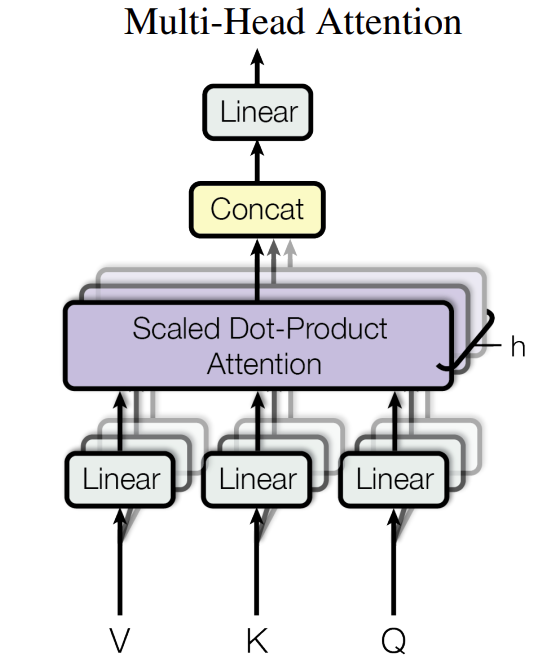 Multi-Head Attention
Linear
Concat
Scaled Dot-Product
Attention
h
Linear
Linear
Linear
V
K
Q